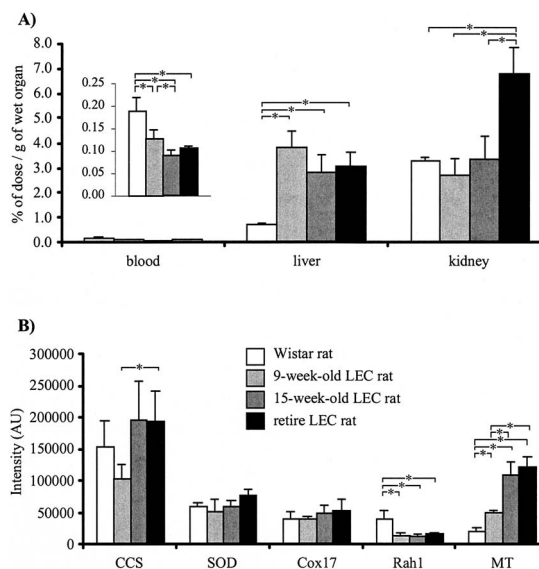 A)
% of dose / g of wet organ
8.0
7.0
6.0
5.0
4.0
3.0
2.0
1.0
0.0
0.25
0.20
0.15
0.10
0.05
0.00
* * * *
* * *
* * *
blood liver kidney
B)
Intensity (AU)
300000
250000
200000
150000
100000
50000
0
Wistar rat
9-week-old LEC rat
15-week-old LEC rat
retire LEC rat
*
* * *
* * * * *
CCS SOD Cox17 Rah1 MT